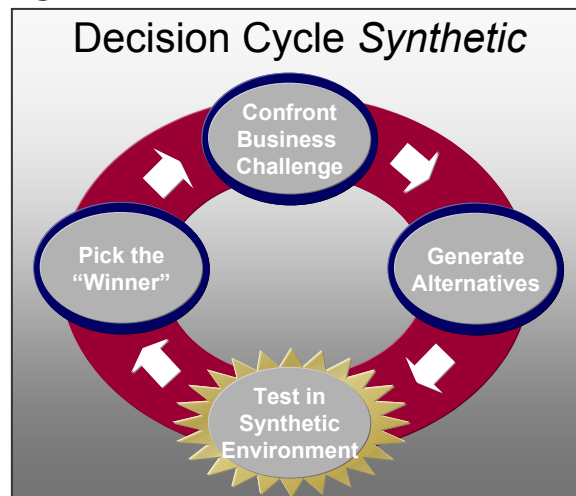 Decision Cycle Synthetic
Confront
Business
Challenge
Generate
Alternatives
Test in
Synthetic
Environment
Pick the
“Winner”